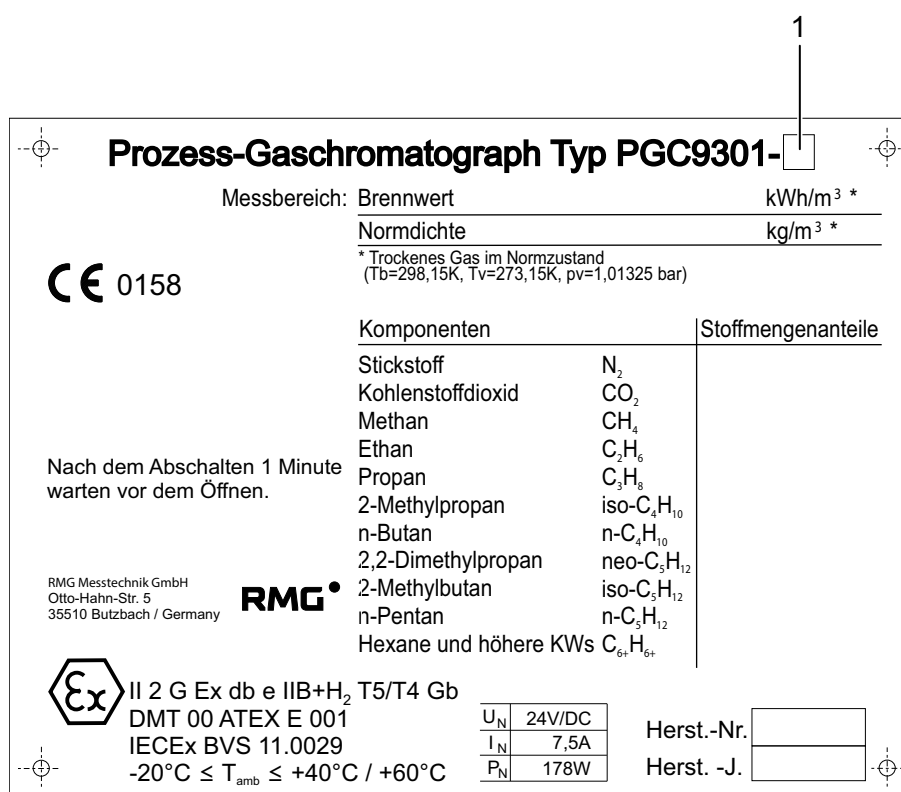 1
Prozess-Gaschromatograph Typ PGC9301-
Messbereich: Brennwert kWh/m³ *
Normdichte kg/m³ *
* Trockenes Gas im Normzustand
(Tb=298,15K, Tv=273,15K, pv=1,01325 bar)
CE 0158
Komponenten Stoffmengenanteile
Stickstoff N₂
Kohlenstoffdioxid CO₂
Methan CH₄
Ethan C₂H₆
Propan C₃H₈
2-Methylpropan iso-C₄H₁₀
n-Butan n-C₄H₁₀
2,2-Dimethylpropan neo-C₅H₁₂
2-Methylbutan iso-C₅H₁₂
n-Pentan n-C₅H₁₂
Hexane und höhere KWs C₆₊H₆₊
Nach dem Abschalten 1 Minute
warten vor dem Öffnen.
RMG Messtechnik GmbH
Otto-Hahn-Str. 5
35510 Butzbach / Germany
RMG
Ex
II 2 G Ex db e IIB+H₂ T5/T4 Gb
DMT 00 ATEX E 001
IECEx BVS 11.0029
-20°C ≤ Tamb ≤ +40°C / +60°C
UN 24V/DC
IN 7,5A
PN 178W
Herst.-Nr.
Herst. -J.